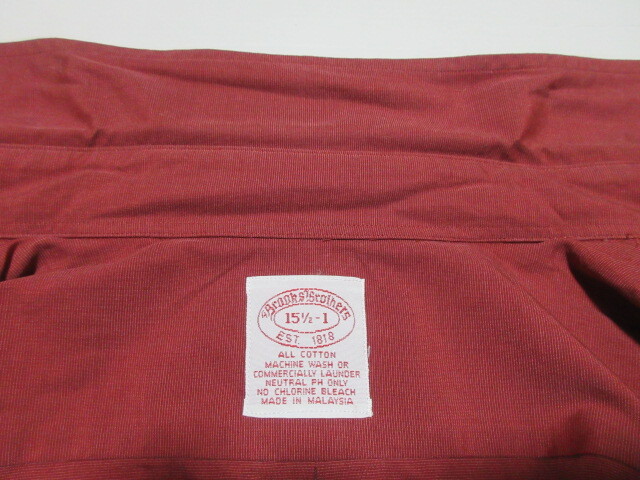 Brooks Brothers
15½-1
EST. 1818
ALL COTTON
MACHINE WASH OR
COMMERCIALLY LAUNDER
NEUTRAL PH ONLY
NO CHLORINE BLEACH
MADE IN MALAYSIA